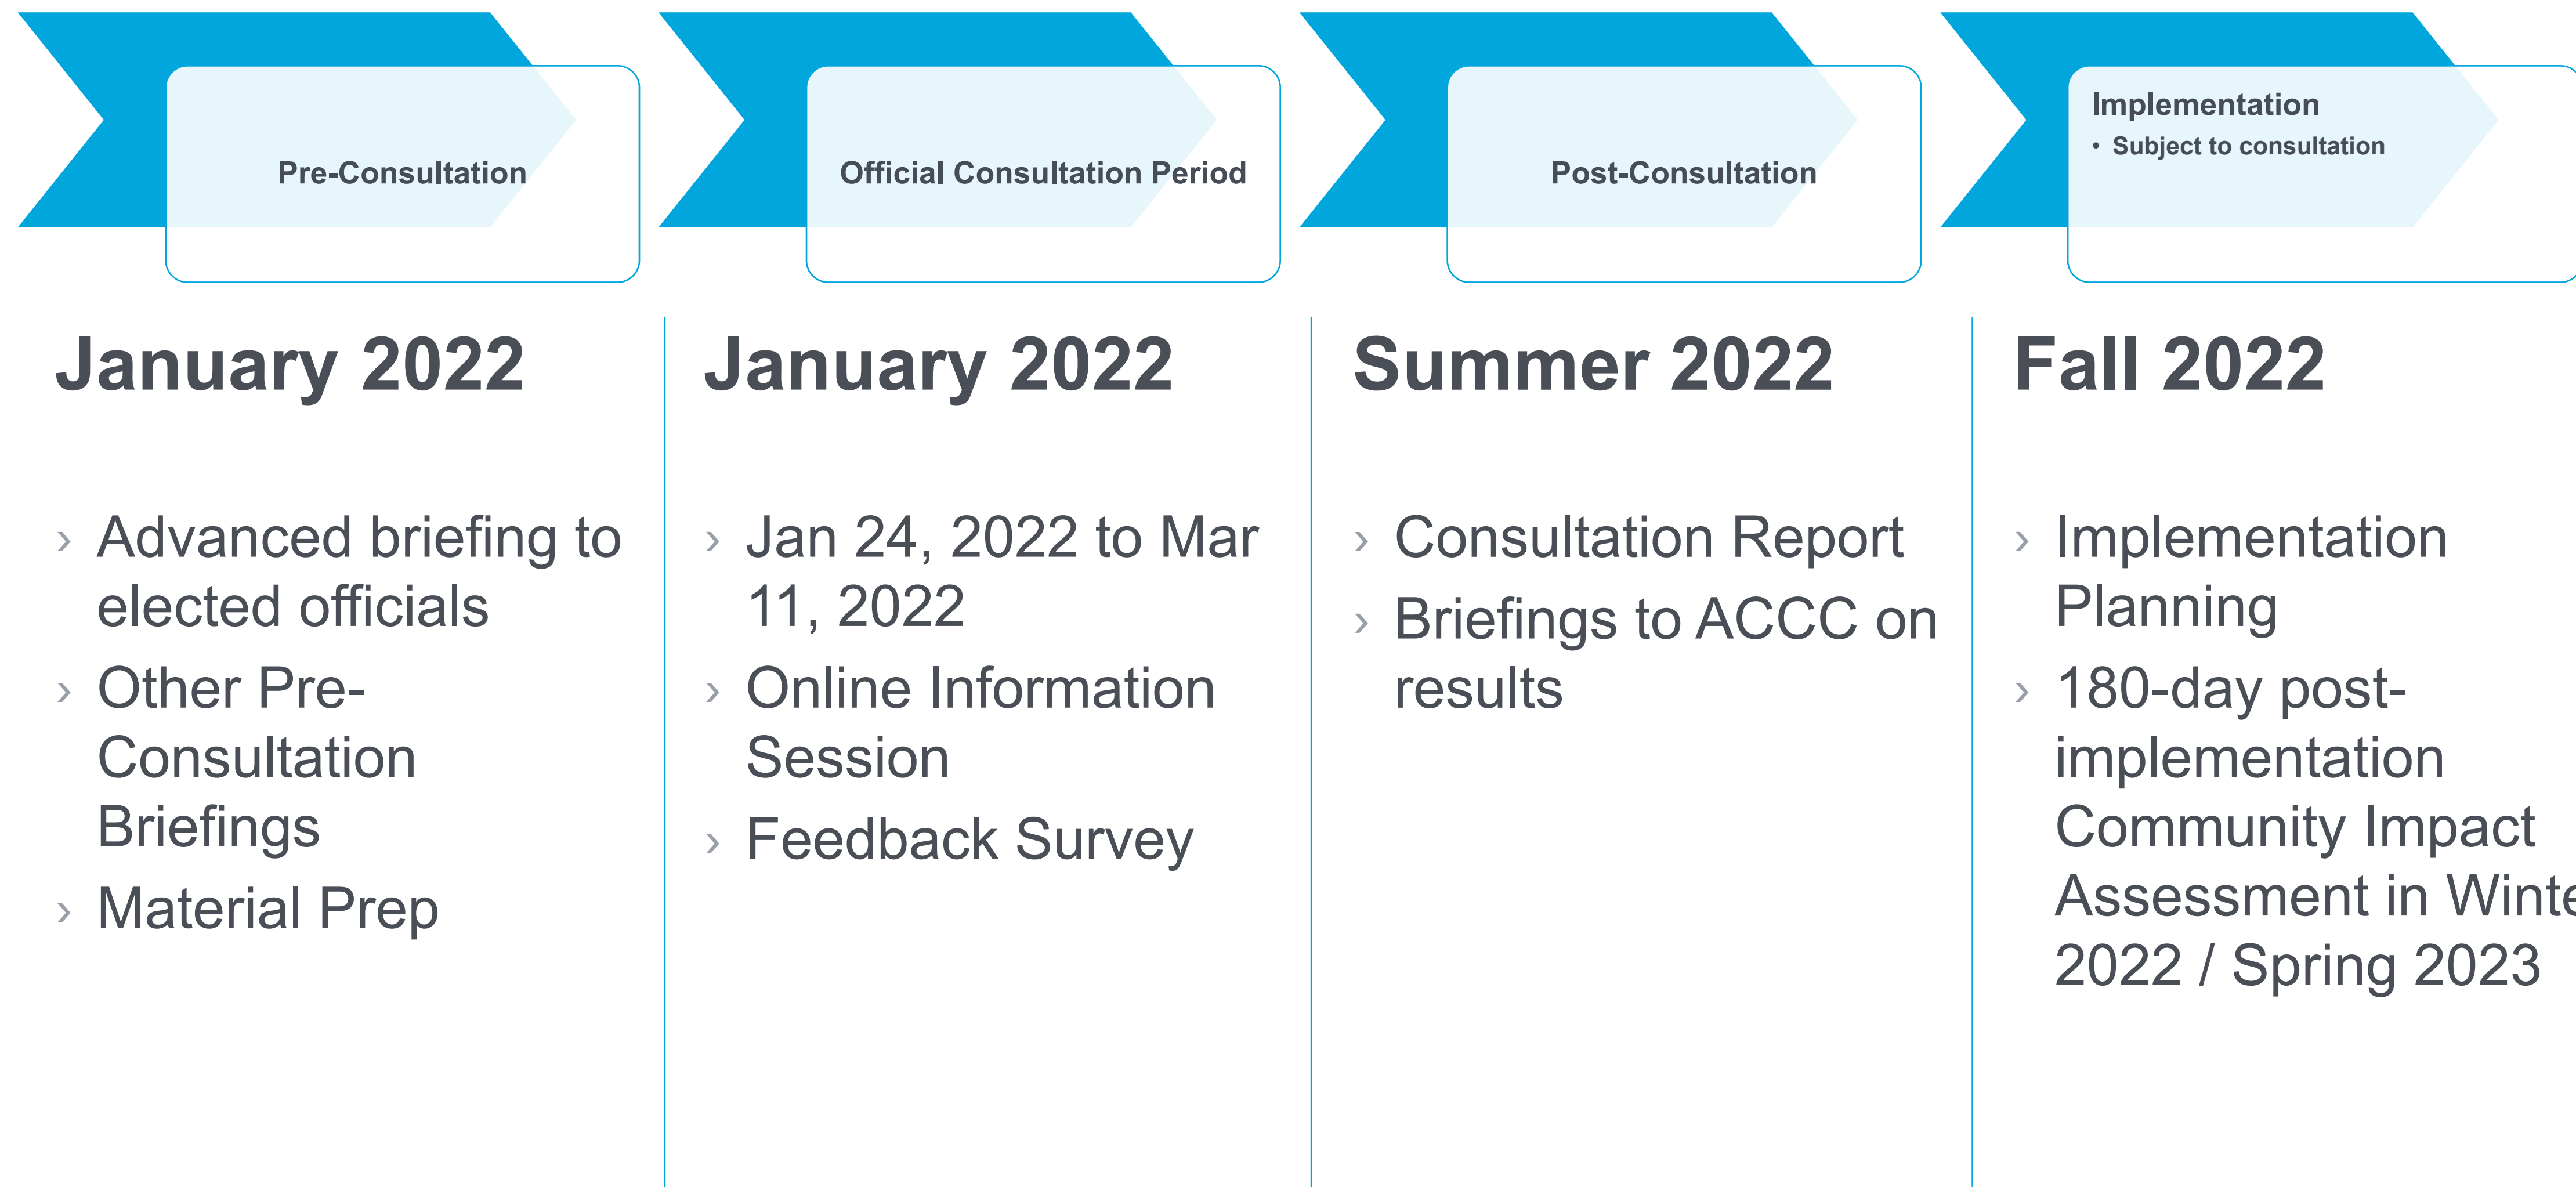 Pre-Consultation
Official Consultation Period
Post-Consultation
Implementation
• Subject to consultation
January 2022
› Advanced briefing to
elected officials
› Other Pre-
Consultation
Briefings
› Material Prep
January 2022
› Jan 24, 2022 to Mar
11, 2022
› Online Information
Session
› Feedback Survey
Summer 2022
› Consultation Report
› Briefings to ACCC on
results
Fall 2022
› Implementation
Planning
› 180-day post-
implementation
Community Impact
Assessment in
2022 / Spring 2023